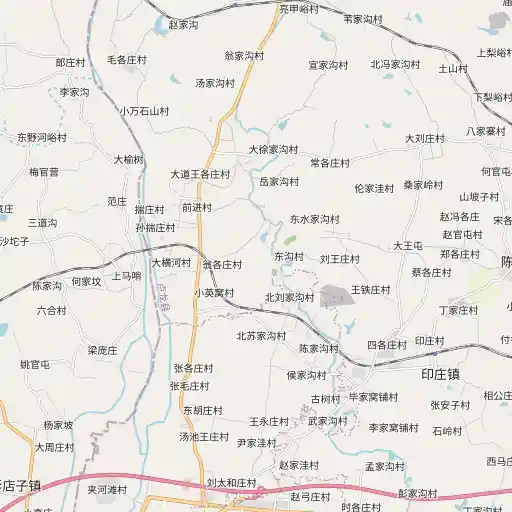 亮甲峪村
苇家沟村
赵家沟
翁家沟村
上梨峪村
毛各庄村
郎庄村
宣家沟村
北冯家沟村
土山村
汤家沟村
李家沟
下梨峪村
小万石山村
八家寨村
东野河峪村
大刘庄村
大徐家沟村
大榆树
常各庄村
梅官营
大道王各庄村
何官屯
岳家沟村
伦家洼村
桑家岭村
山坡子村
范庄
揣庄村
前进村
三道沟
东水家沟村
赵冯各庄
宋各
孙揣庄村
赵官屯村
沙坨子
大王屯
郑各庄村
东沟村
刘王庄村
大横河村
翁各庄村
蔡各庄村
陈
上马哨
何家坟
陈家沟
小英窝村
北刘家沟村
王铁庄村
六合村
丁家庄村
北苏家沟村
印庄村
付
四各庄村
梁庞庄
陈家沟村
姚官屯
张各庄村
侯家沟村
印庄镇
张毛庄村
毕家窝铺村
相公庄
古树村
张安子村
东胡庄村
杨家坡
王永庄村
武家沟村
李家窝铺村
石岭村
汤池王庄村
大周庄村
尹家洼村
西马庄
赵家洼村
孟家沟村
店子镇
夹河滩村
刘太和庄村
赵弓庄村
彭家沟村
时各庄村